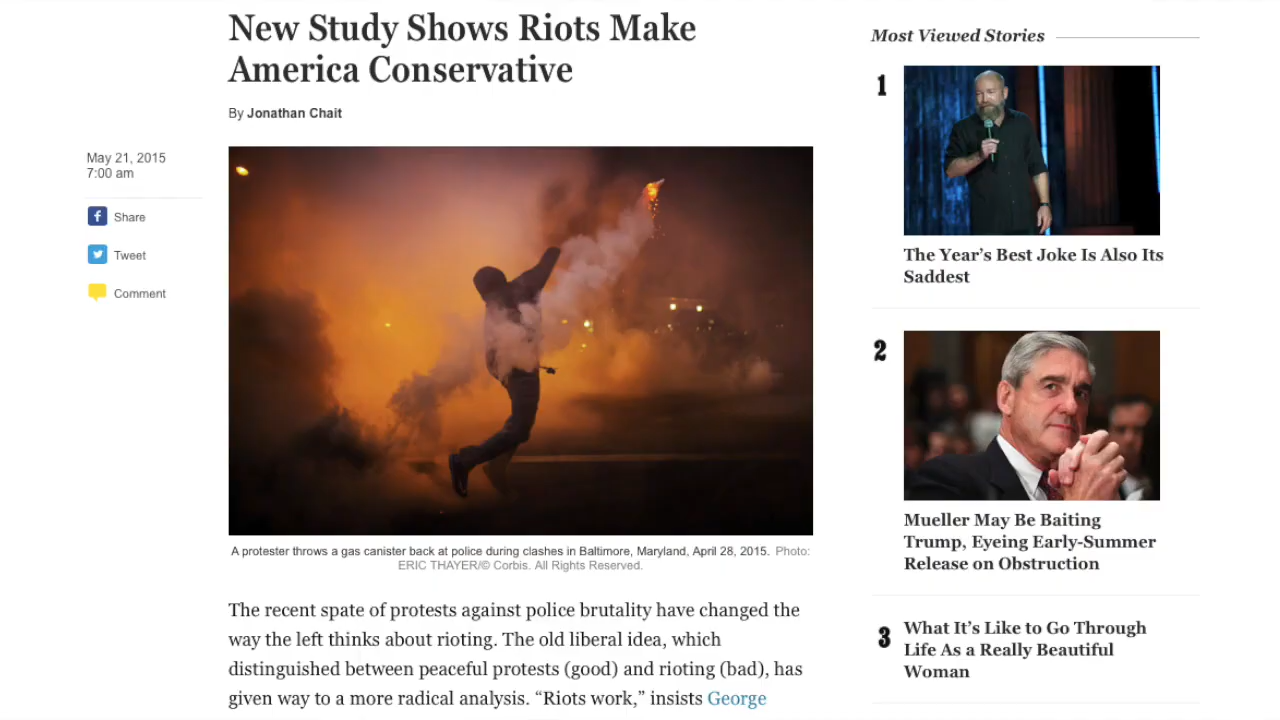 New Study Shows Riots Make
America Conservative
By Jonathan Chait
May 21, 2015
7:00 am
Share
Tweet
Comment
A protester throws a gas canister back at police during clashes in Baltimore, Maryland, April 28, 2015. Photo:
ERIC THAYER/© Corbis. All Rights Reserved.
The recent spate of protests against police brutality have changed the
way the left thinks about rioting. The old liberal idea, which
distinguished between peaceful protests (good) and rioting (bad), has
given way to a more radical analysis. “Riots work,” insists George
Most Viewed Stories
1
The Year’s Best Joke Is Also Its
Saddest
2
Mueller May Be Baiting
Trump, Eyeing Early-Summer
Release on Obstruction
3
What It’s Like to Go Through
Life As a Really Beautiful
Woman